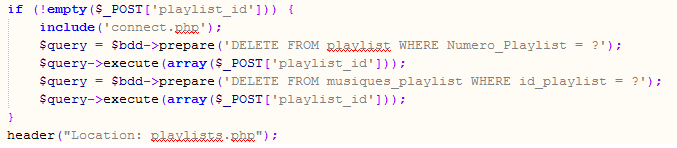 if (!empty($_POST['playlist_id'])) {
    include('connect.php');
    $query = $bdd->prepare('DELETE FROM playlist WHERE Numero_Playlist = ?');
    $query->execute(array($_POST['playlist_id']));
    $query = $bdd->prepare('DELETE FROM musiques_playlist WHERE id_playlist = ?');
    $query->execute(array($_POST['playlist_id']));
}
header("Location: playlists.php");